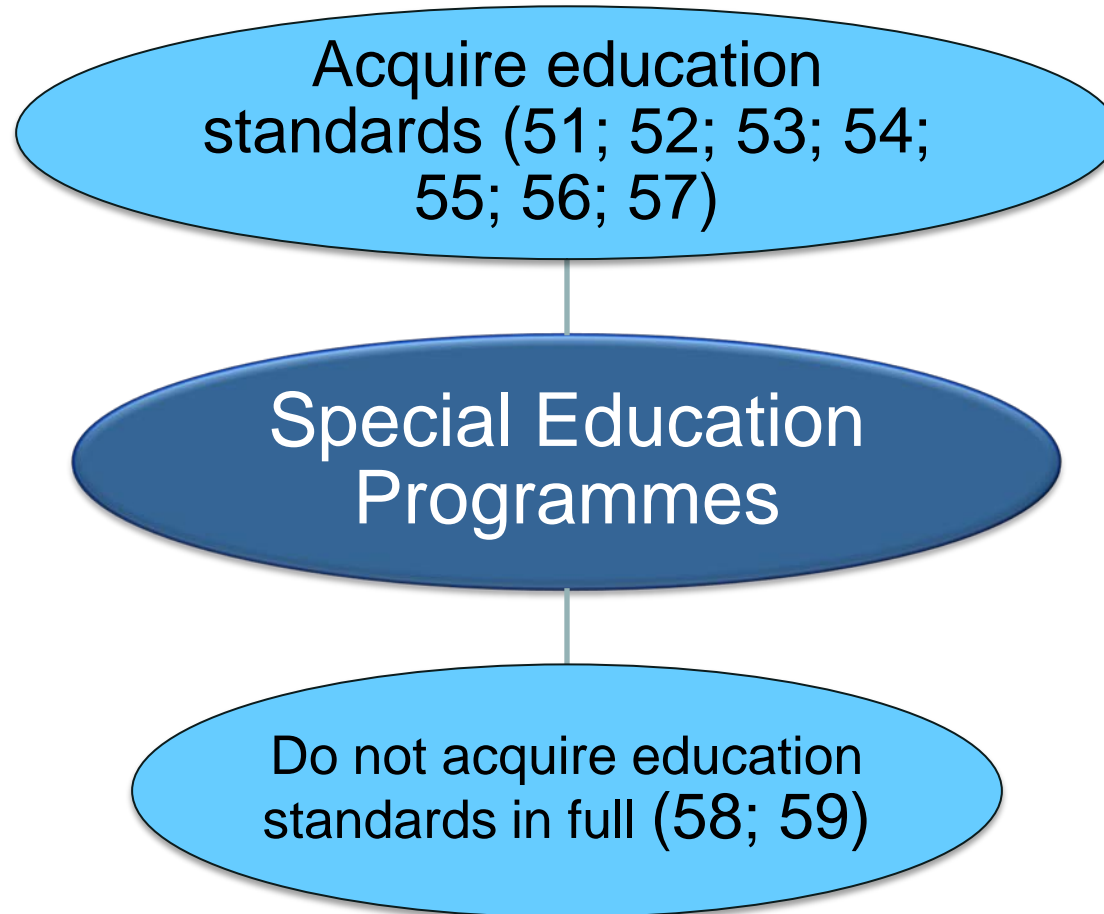 Acquire education
standards (51; 52; 53; 54;
55; 56; 57)
Special Education
Programmes
Do not acquire education
standards in full (58; 59)